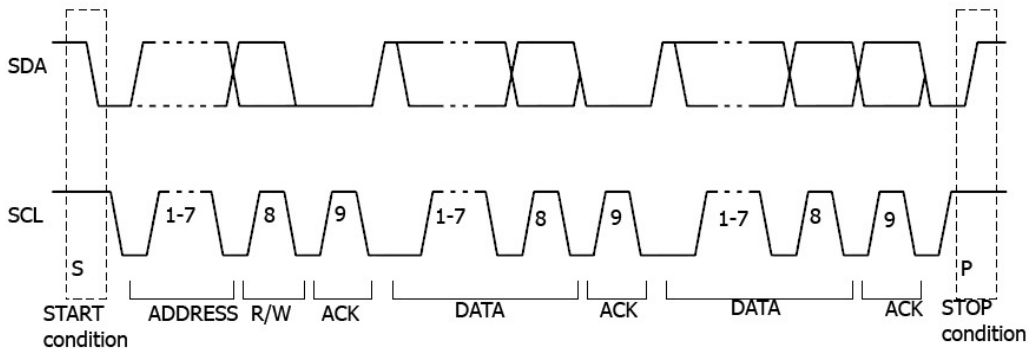 SDA
SCL
1-7 8 9 1-7 8 9 1-7 8 9
S P
START condition
ADDRESS R/W ACK DATA ACK DATA ACK
STOP condition